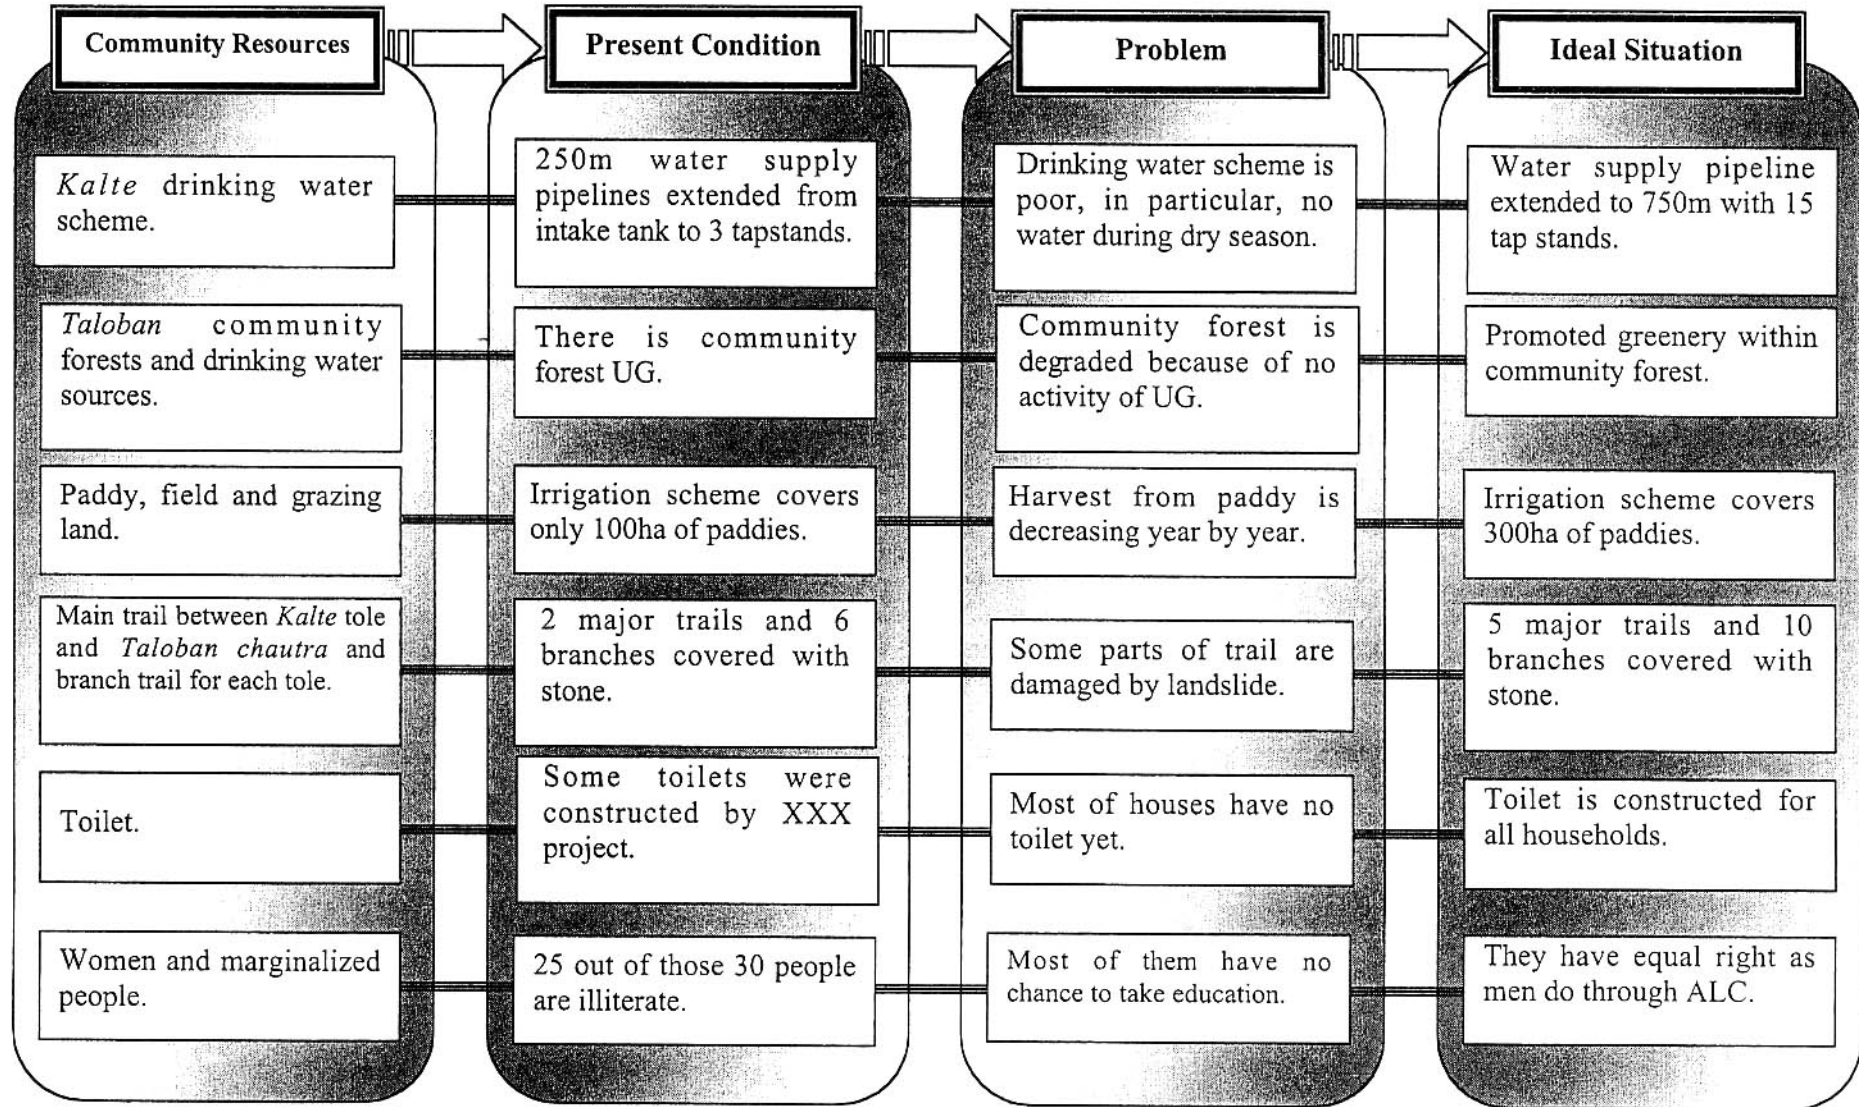 Community Resources
Present Condition
Problem
Ideal Situation
Kalte drinking water
scheme.
250m water supply
pipelines extended from
intake tank to 3 tapstands.
Drinking water scheme is
poor, in particular, no
water during dry season.
Water supply pipeline
extended to 750m with 15
tap stands.
Taloban community
forests and drinking water
sources.
There is community
forest UG.
Community forest is
degraded because of no
activity of UG.
Promoted greenery within
community forest.
Paddy, field and grazing
land.
Irrigation scheme covers
only 100ha of paddies.
Harvest from paddy is
decreasing year by year.
Irrigation scheme covers
300ha of paddies.
Main trail between Kalte tole
and Taloban chautra and
branch trail for each tole.
2 major trails and 6
branches covered with
stone.
Some parts of trail are
damaged by landslide.
5 major trails and 10
branches covered with
stone.
Toilet.
Some toilets were
constructed by XXX
project.
Most of houses have no
toilet yet.
Toilet is constructed for
all households.
Women and marginalized
people.
25 out of those 30 people
are illiterate.
Most of them have no
chance to take education.
They have equal right as
men do through ALC.